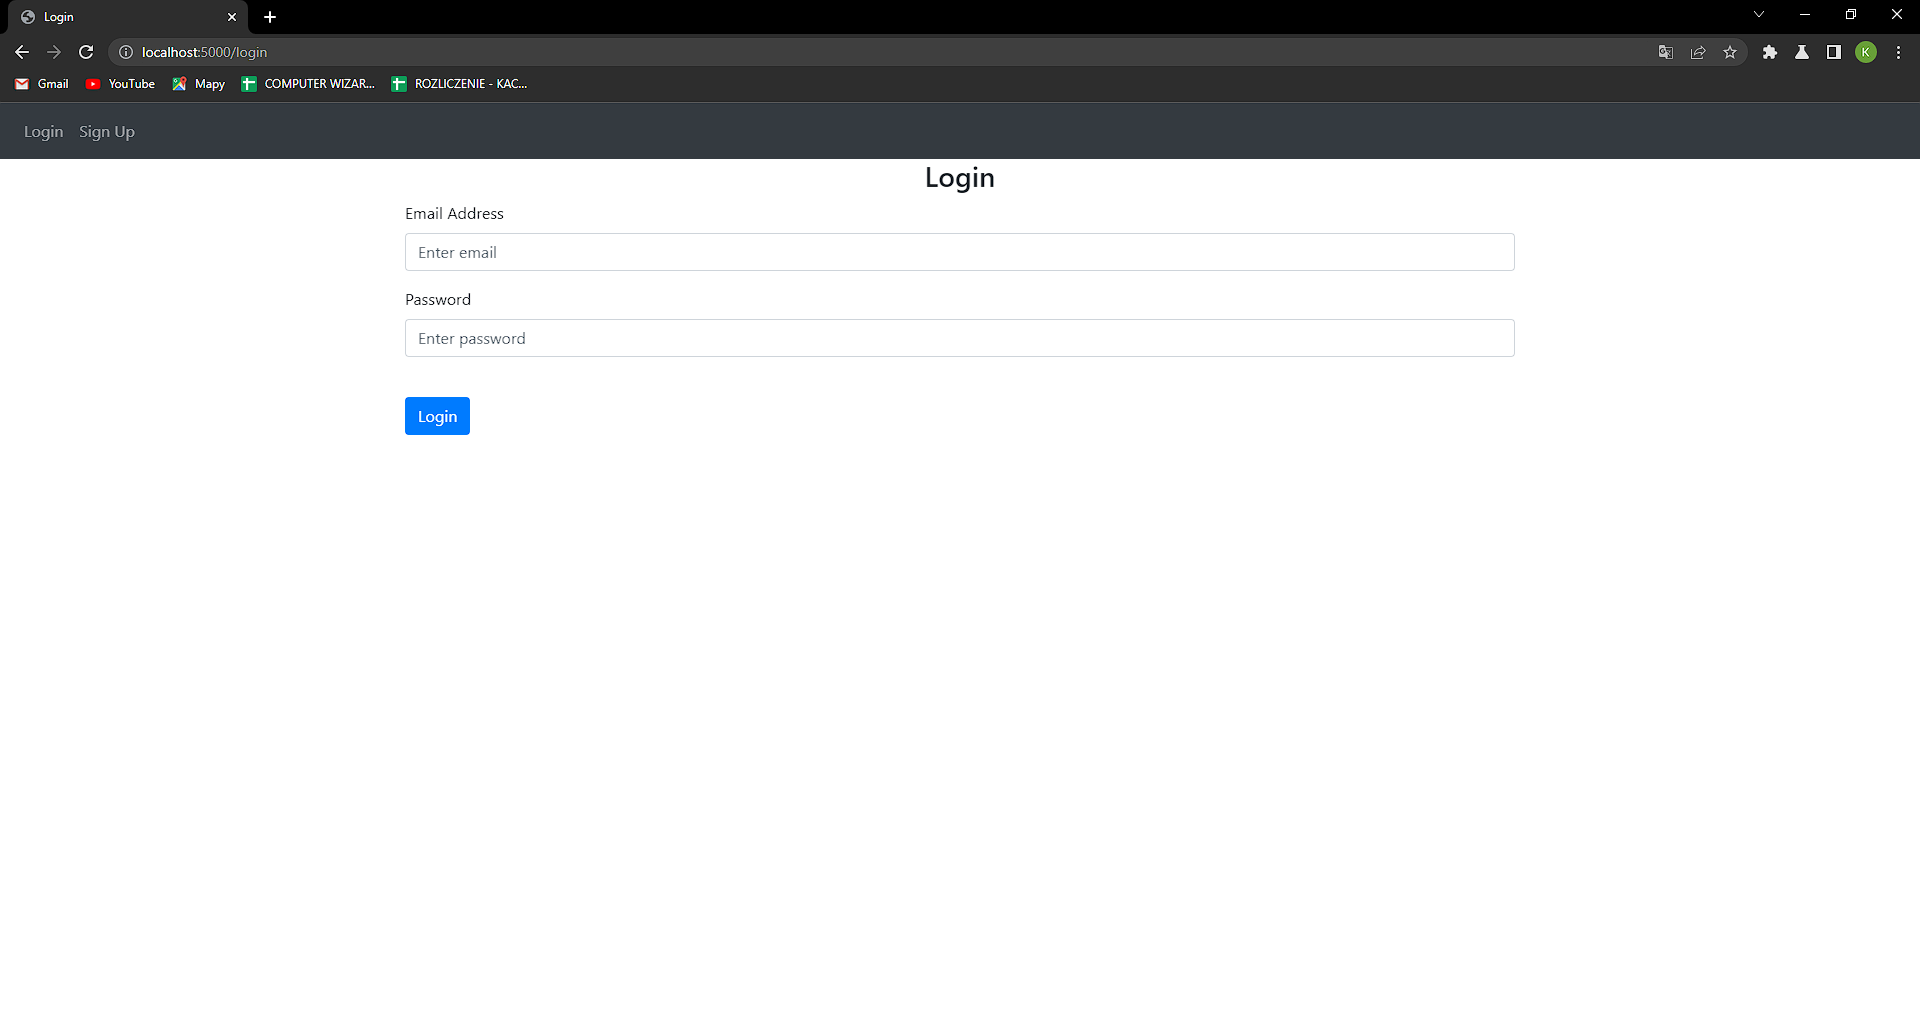 Login
localhost:5000/login
K
Gmail YouTube Mapy COMPUTER WIZAR... ROZLICZENIE - KAC...
Login Sign Up
Login
Email Address
Enter email
Password
Enter password
Login